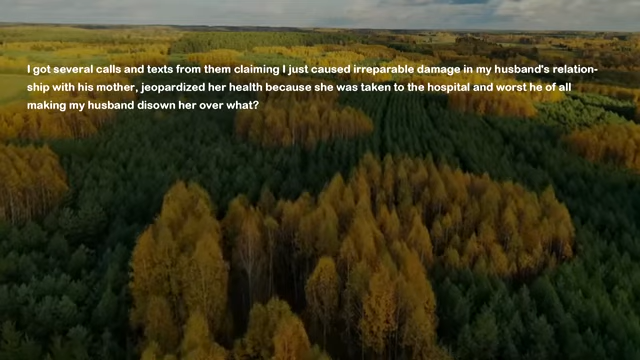 I got several calls and texts from them claiming I just caused irreparable damage in my husband's relation-
ship with his mother, jeopardized her health because she was taken to the hospital and worst he of all
making my husband disown her over what?